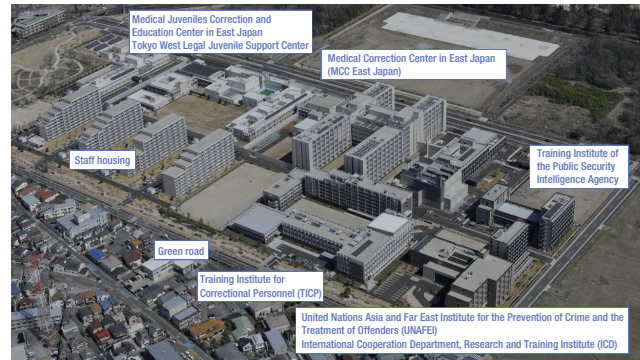 Medical Juveniles Correction and
Education Center in East Japan
Tokyo West Legal Juvenile Support Center
Medical Correction Center in East Japan
(MCC East Japan)
Training Institute of
the Public Security
Intelligence Agency
Staff housing
Green road
Training Institute for
Correctional Personnel (TICP)
United Nations Asia and Far East Institute for the Prevention of Crime and the
Treatment of Offenders (UNAFEI)
International Cooperation Department, Research and Training Institute (ICD)